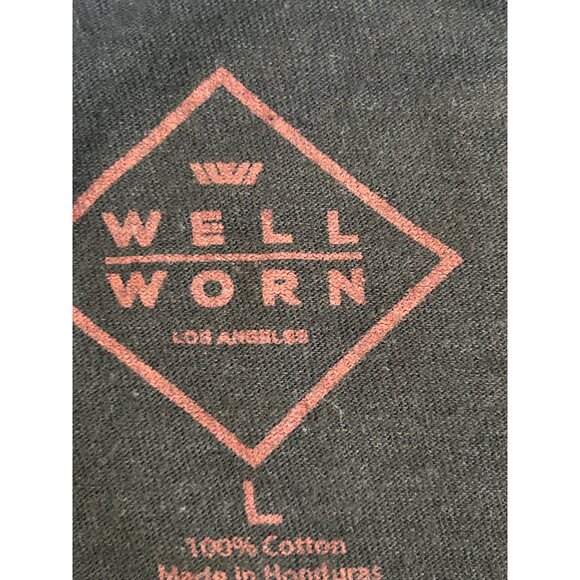 WELL
WORN
LOS ANGELES
L
100% Cotton
Made in Honduras